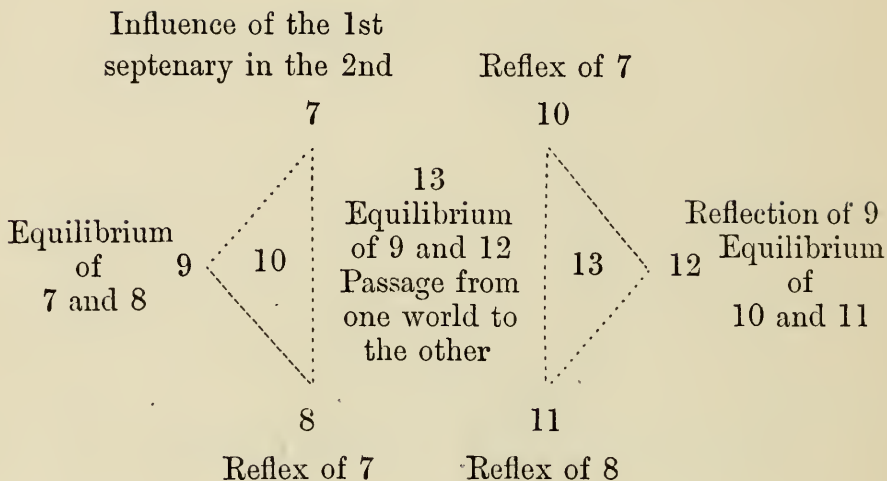 Influence of the 1st
septenary in the 2nd
Reflex of 7
7
10
13
Equilibrium
of 9 and 12
Passage from
one world to
the other
Equilibrium
of
7 and 8
9
10
13
12
Reflection of 9
Equilibrium
of
10 and 11
8
11
Reflex of 7
Reflex of 8